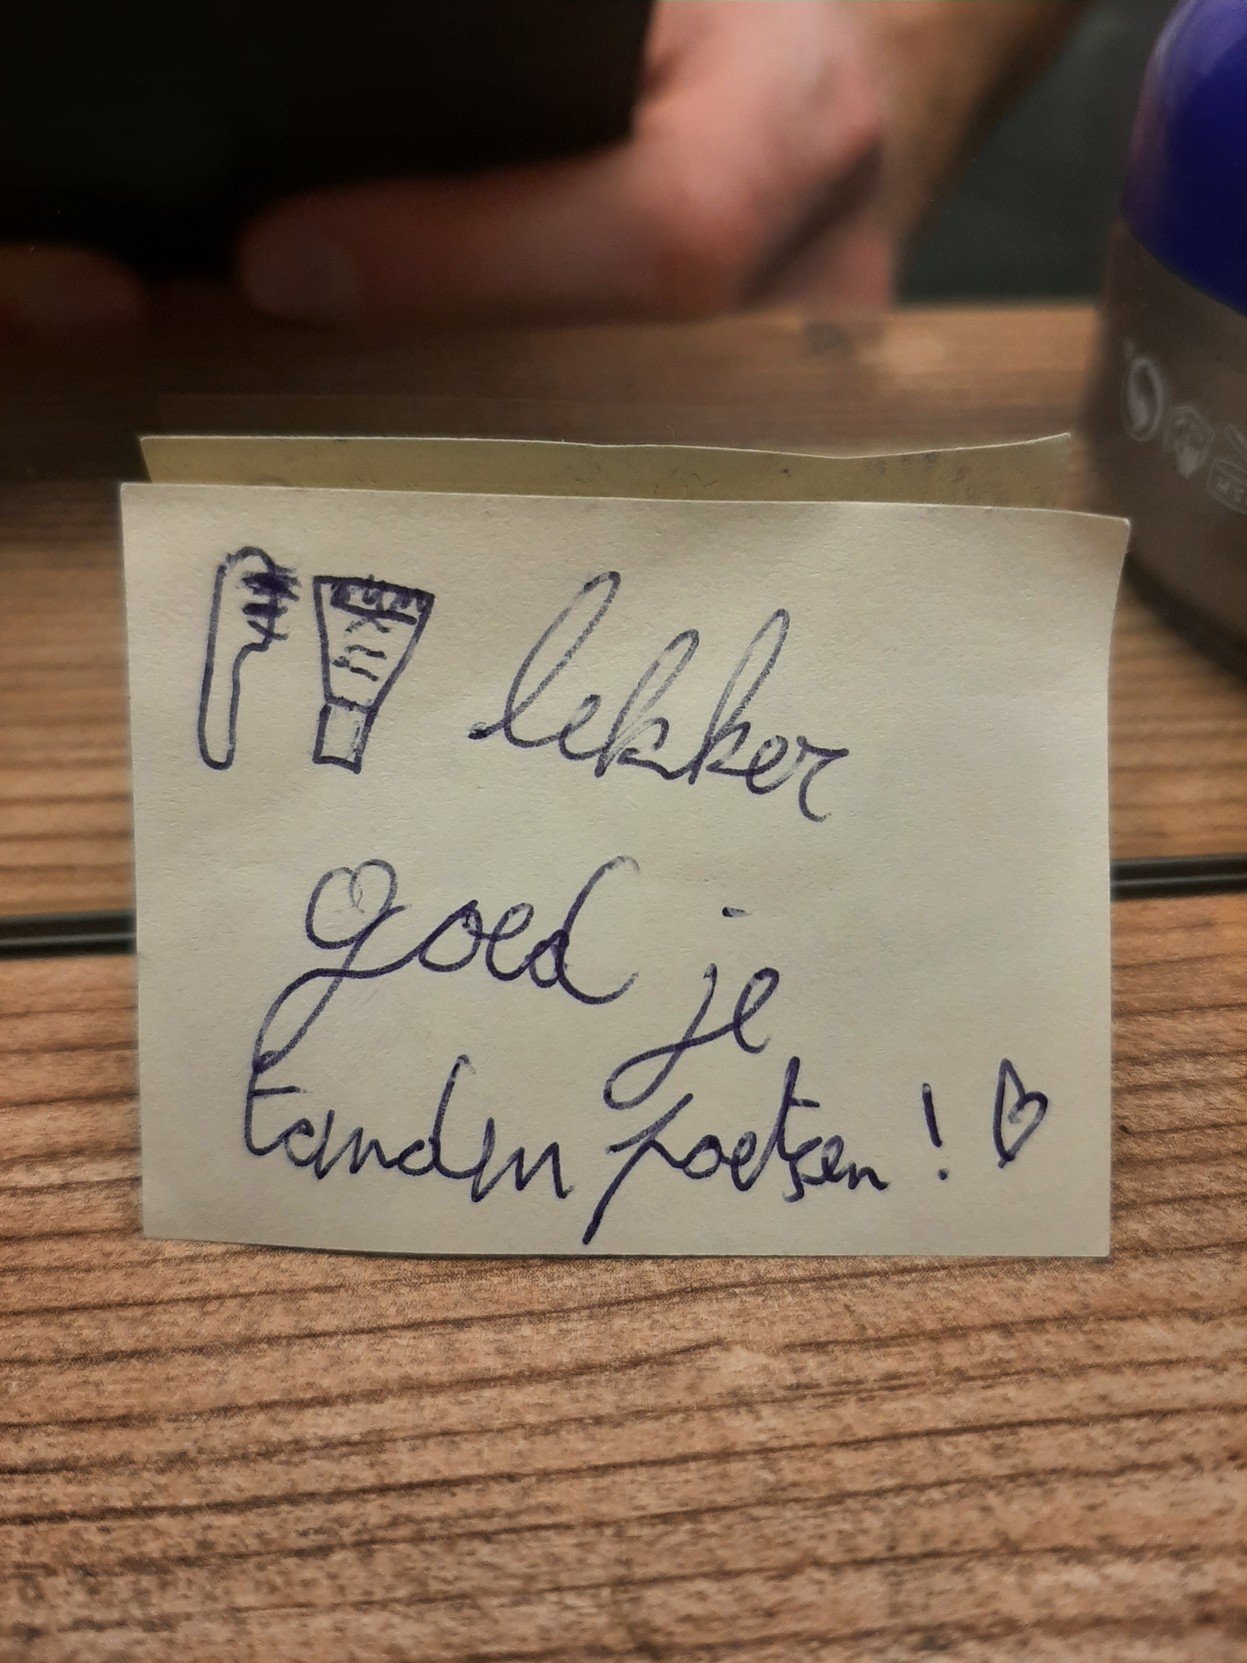 lekker
goed je
tanden poetsen! ♡